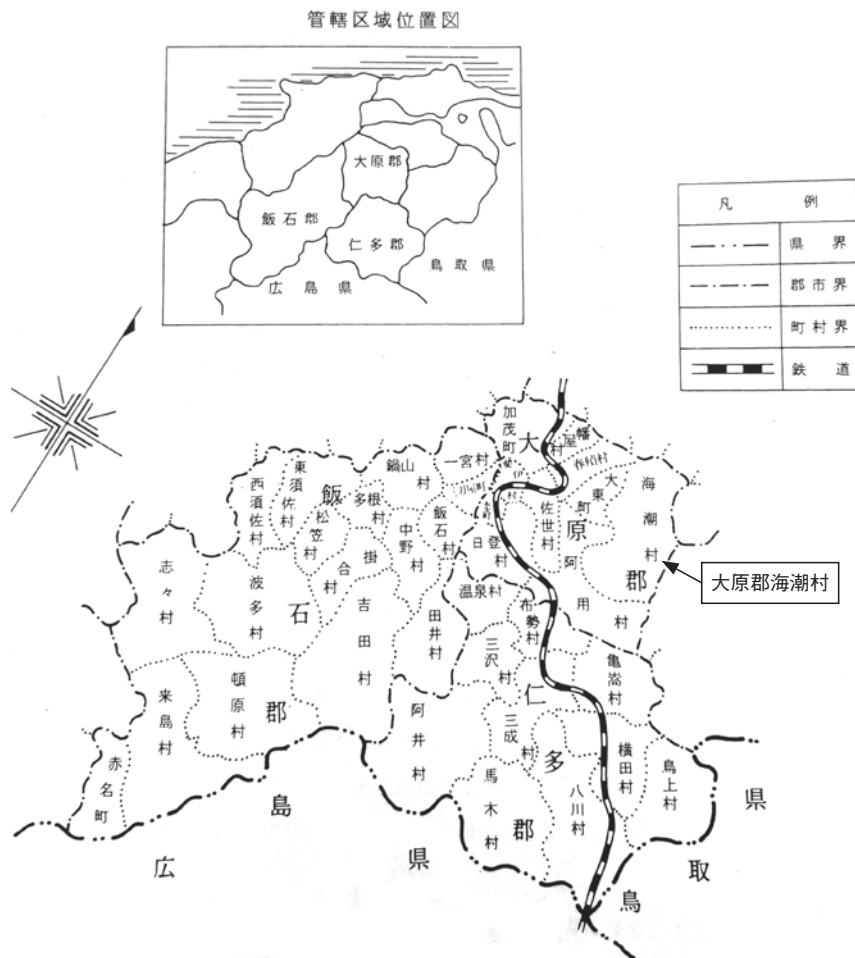 管轄区域位置図
大原郡
飯石郡
仁多郡
鳥取県
広島県
凡例
県界
郡市界
町村界
鉄道
加茂町
大
屋
幡
村
一宮村
鍋山村
東須佐村
飯
西須佐村
多根村
松笠村
中野村
飯石村
日登村
佐世村
大東町
原
海潮村
郡
大原郡海潮村
阿用村
志々村
波多村
掛合村
石
吉田村
田井村
温泉村
布勢村
三沢村
仁
亀嵩村
来島村
頓原村
郡
阿井村
三成村
多
横田村
鳥上村
赤名町
馬木村
郡
八川村
広
島
県
鳥
取
県